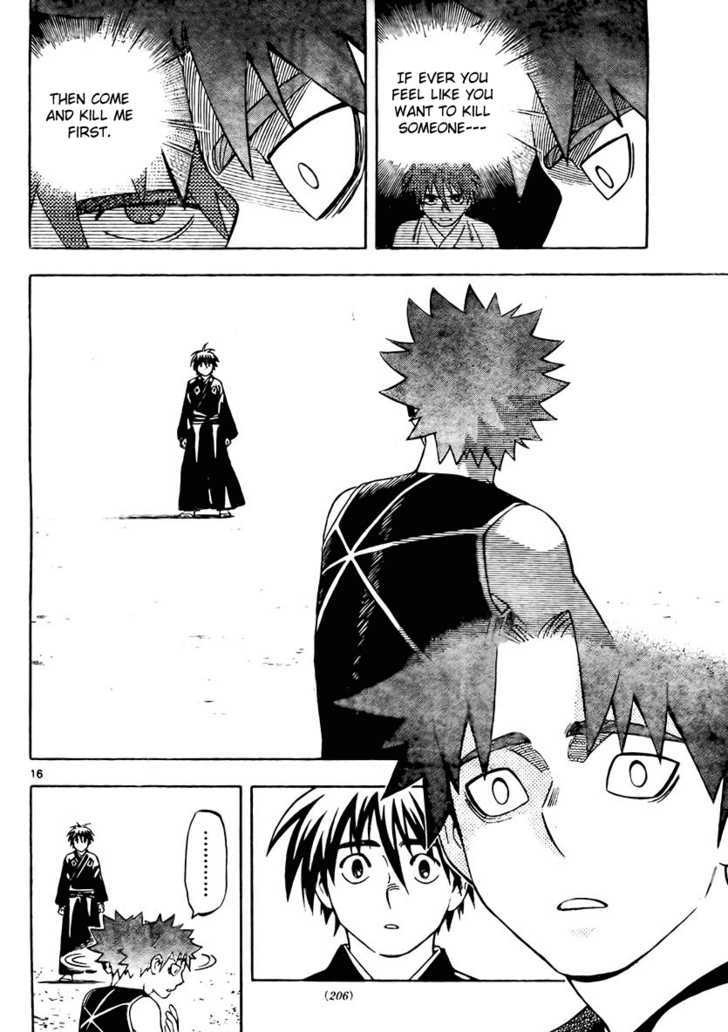 IF EVER YOU
FEEL LIKE YOU
WANT TO KILL
SOMEONE---
THEN COME
AND KILL ME
FIRST.
16
........
(206)